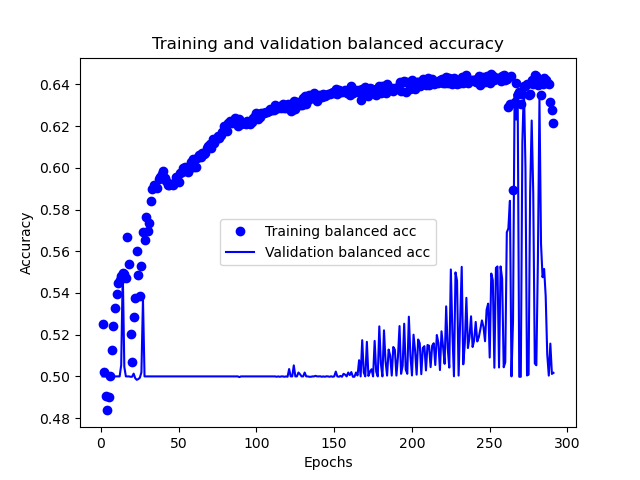 Training and validation balanced accuracy
Accuracy
0.64
0.62
0.60
0.58
0.56
0.54
0.52
0.50
0.48
Training balanced acc
Validation balanced acc
0 50 100 150 200 250 300
Epochs